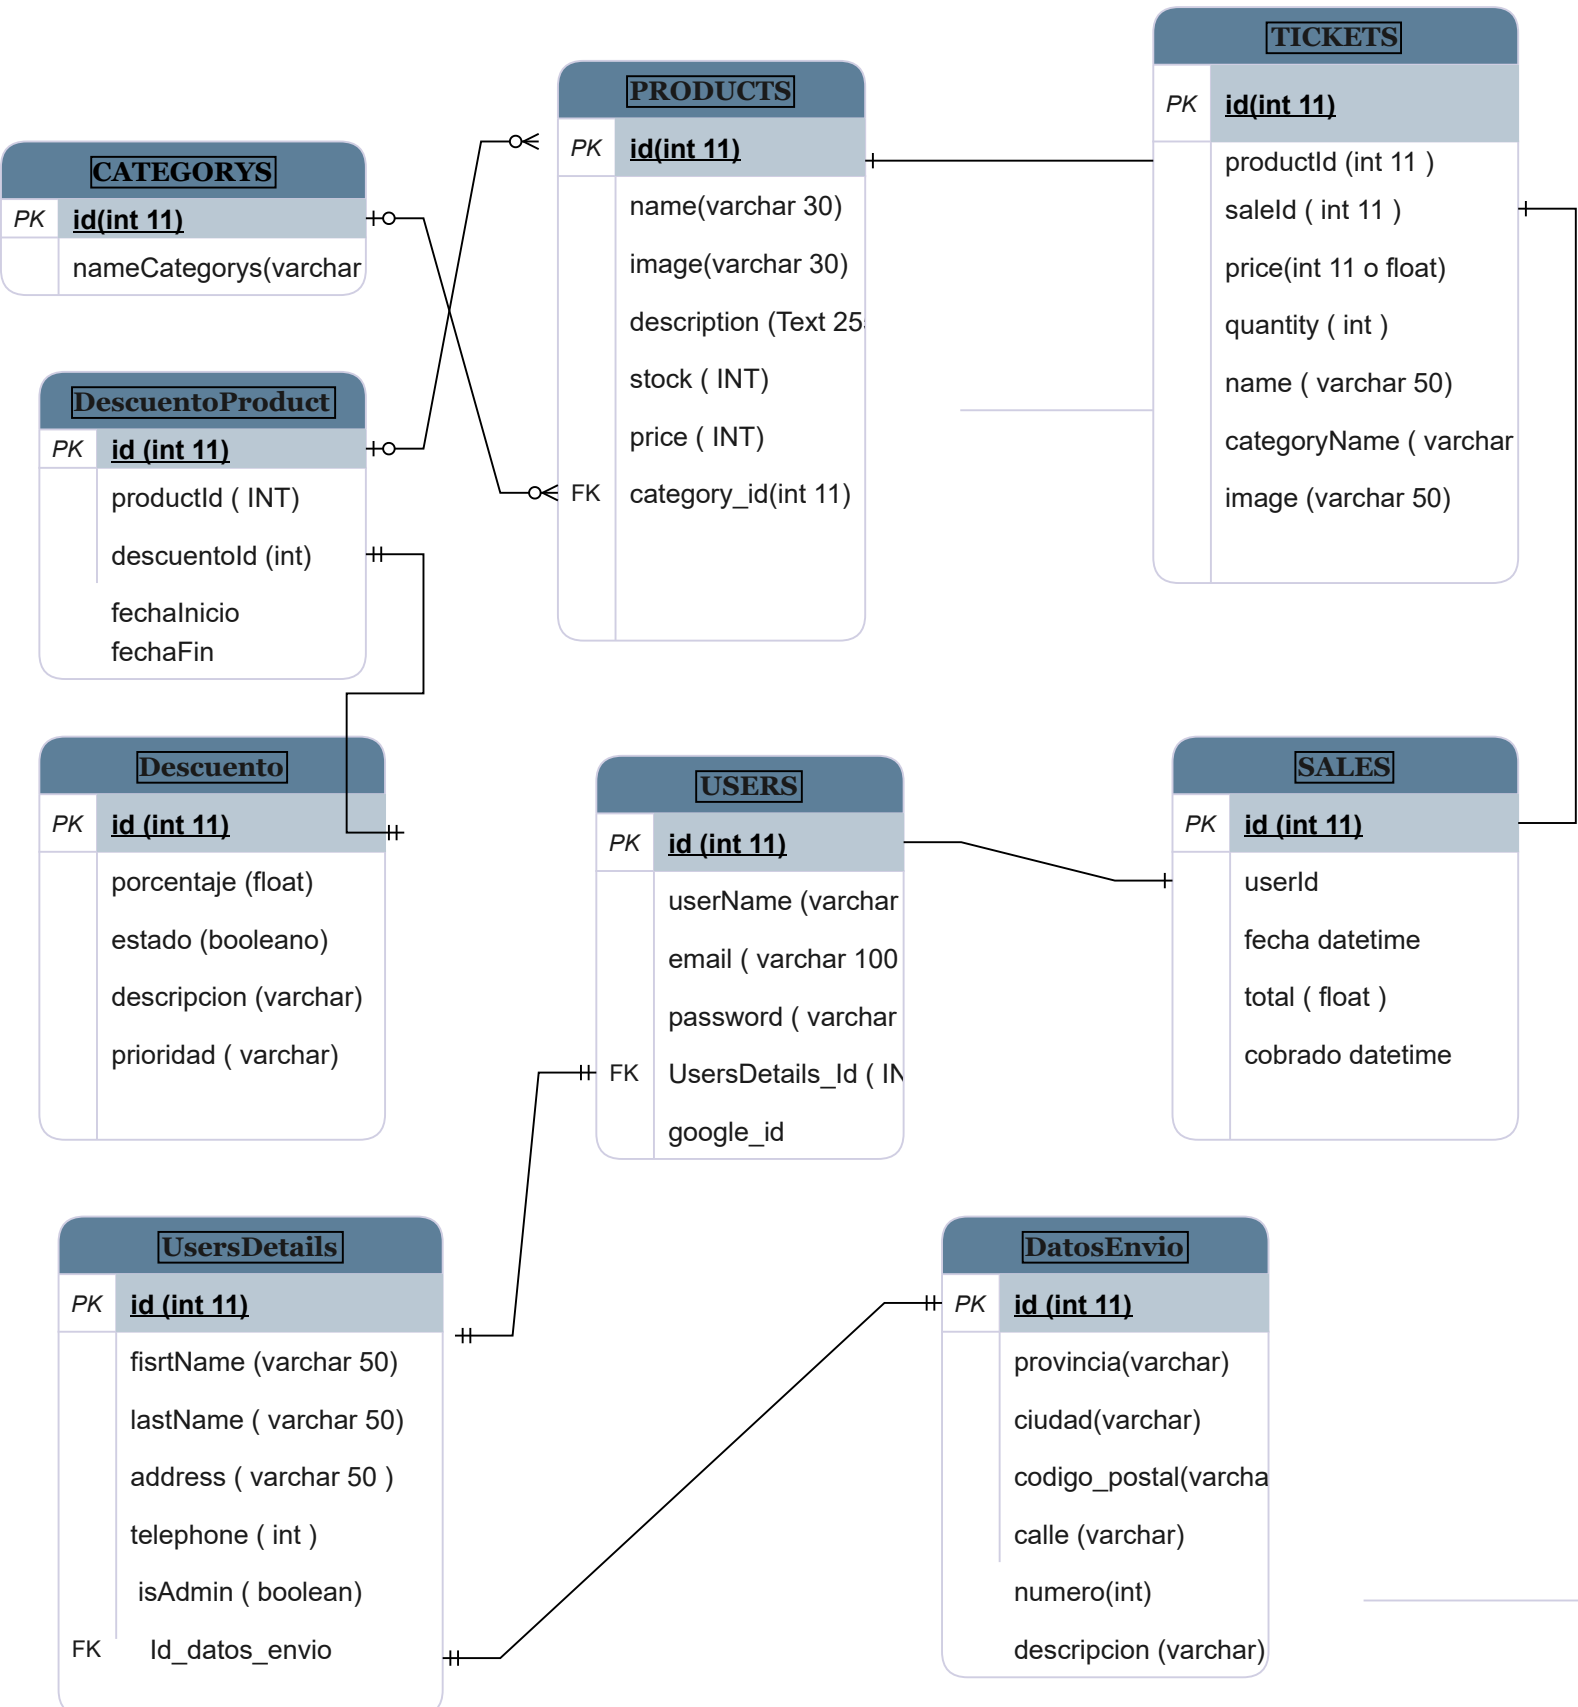 CATEGORYS
PK id(int 11)
nameCategorys(varchar
PRODUCTS
PK id(int 11)
name(varchar 30)
image(varchar 30)
description (Text 25
stock ( INT)
price ( INT)
FK category_id(int 11)
TICKETS
PK id(int 11)
productId (int 11 )
saleId ( int 11 )
price(int 11 o float)
quantity ( int )
name ( varchar 50)
categoryName ( varchar
image (varchar 50)
DescuentoProduct
PK id (int 11)
productId ( INT)
descuentoId (int)
fechaInicio
fechaFin
Descuento
PK id (int 11)
porcentaje (float)
estado (booleano)
descripcion (varchar)
prioridad ( varchar)
USERS
PK id (int 11)
userName (varchar
email ( varchar 100
password ( varchar
FK UsersDetails_Id ( IN
google_id
SALES
PK id (int 11)
userId
fecha datetime
total ( float )
cobrado datetime
UsersDetails
PK id (int 11)
fisrtName (varchar 50)
lastName ( varchar 50)
address ( varchar 50 )
telephone ( int )
isAdmin ( boolean)
FK Id_datos_envio
DatosEnvio
PK id (int 11)
provincia(varchar)
ciudad(varchar)
codigo_postal(varcha
calle (varchar)
numero(int)
descripcion (varchar)